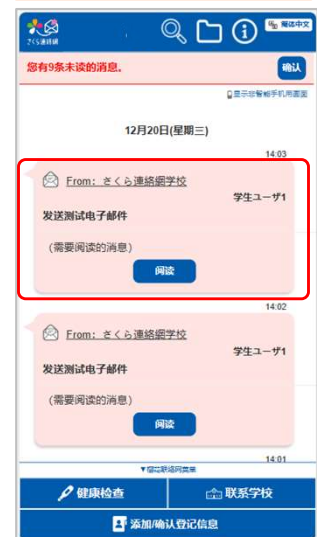 さくら連絡網
简体中文
您有9条未读的消息。
确认
显示非智能手机用画面
12月20日(星期三)
14:03
From: さくら連絡網学校
学生ユーザ1
发送测试电子邮件
(需要阅读的消息)
阅读
14:02
From: さくら連絡網学校
学生ユーザ1
发送测试电子邮件
(需要阅读的消息)
阅读
14:01
健康检查
联系学校
添加/确认登记信息